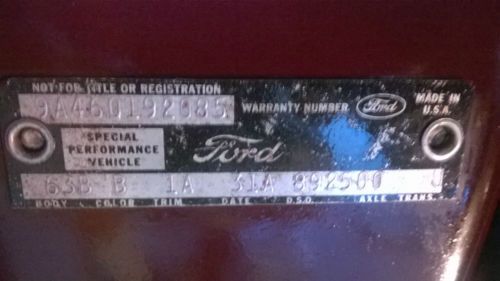 NOT FOR TITLE OR REGISTRATION
9A460192085 WARRANTY NUMBER Ford MADE IN U.S.A.
SPECIAL PERFORMANCE VEHICLE
Ford
63B B 1A 31A 892500 U
BODY COLOR TRIM DATE D.S.O. AXLE TRANS.